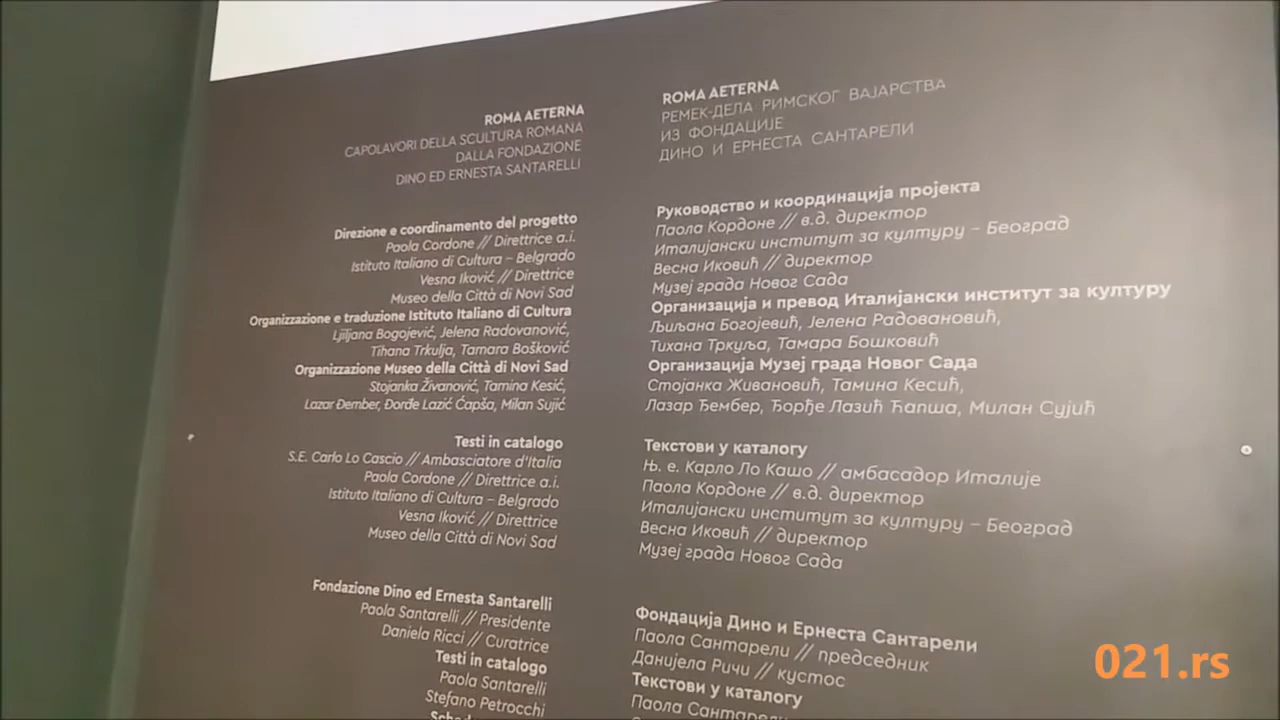 ROMA AETERNA
CAPOLAVORI DELLA SCULTURA ROMANA
DALLA FONDAZIONE
DINO ED ERNESTA SANTARELLI
Direzione e coordinamento del progetto
Paola Cordone // Direttrice a.i.
Istituto Italiano di Cultura – Belgrado
Vesna Iković // Direttrice
Museo della Città di Novi Sad
Organizzazione e traduzione Istituto Italiano di Cultura
Ljiljana Bogojević, Jelena Radovanović,
Tihana Trkulja, Tamara Bošković
Organizzazione Museo della Città di Novi Sad
Stojanka Živanović, Tamina Kesić,
Lazar Đember, Đorđe Lazić Ćapša, Milan Sujić
Testi in catalogo
S.E. Carlo Lo Cascio // Ambasciatore d'Italia
Paola Cordone // Direttrice a.i.
Istituto Italiano di Cultura – Belgrado
Vesna Iković // Direttrice
Museo della Città di Novi Sad
Fondazione Dino ed Ernesta Santarelli
Paola Santarelli // Presidente
Daniela Ricci // Curatrice
Testi in catalogo
Paola Santarelli
Stefano Petrocchi
ROMA AETERNA
РЕМЕК-ДЕЛА РИМСКОГ ВАЈАРСТВА
ИЗ ФОНДАЦИЈЕ
ДИНО И ЕРНЕСТА САНТАРЕЛИ
Руководство и координација пројекта
Паола Кордоне // в.д. директор
Италијански институт за културу – Београд
Весна Иковић // директор
Музеј града Новог Сада
Организација и превод Италијански институт за културу
Љиљана Богојевић, Јелена Радовановић,
Тихана Тркуља, Тамара Бошковић
Организација Музеј града Новог Сада
Стојанка Живановић, Тамина Кесић,
Лазар Ђембер, Ђорђе Лазић Ћапша, Милан Сујић
Текстови у каталогу
Њ. е. Карло Ло Кашо // амбасадор Италије
Паола Кордоне // в.д. директор
Италијански институт за културу – Београд
Весна Иковић // директор
Музеј града Новог Сада
Фондација Дино и Ернеста Сантарели
Паола Сантарели // председник
Данијела Ричи // кустос
Текстови у каталогу
Паола Сантарели
021.rs